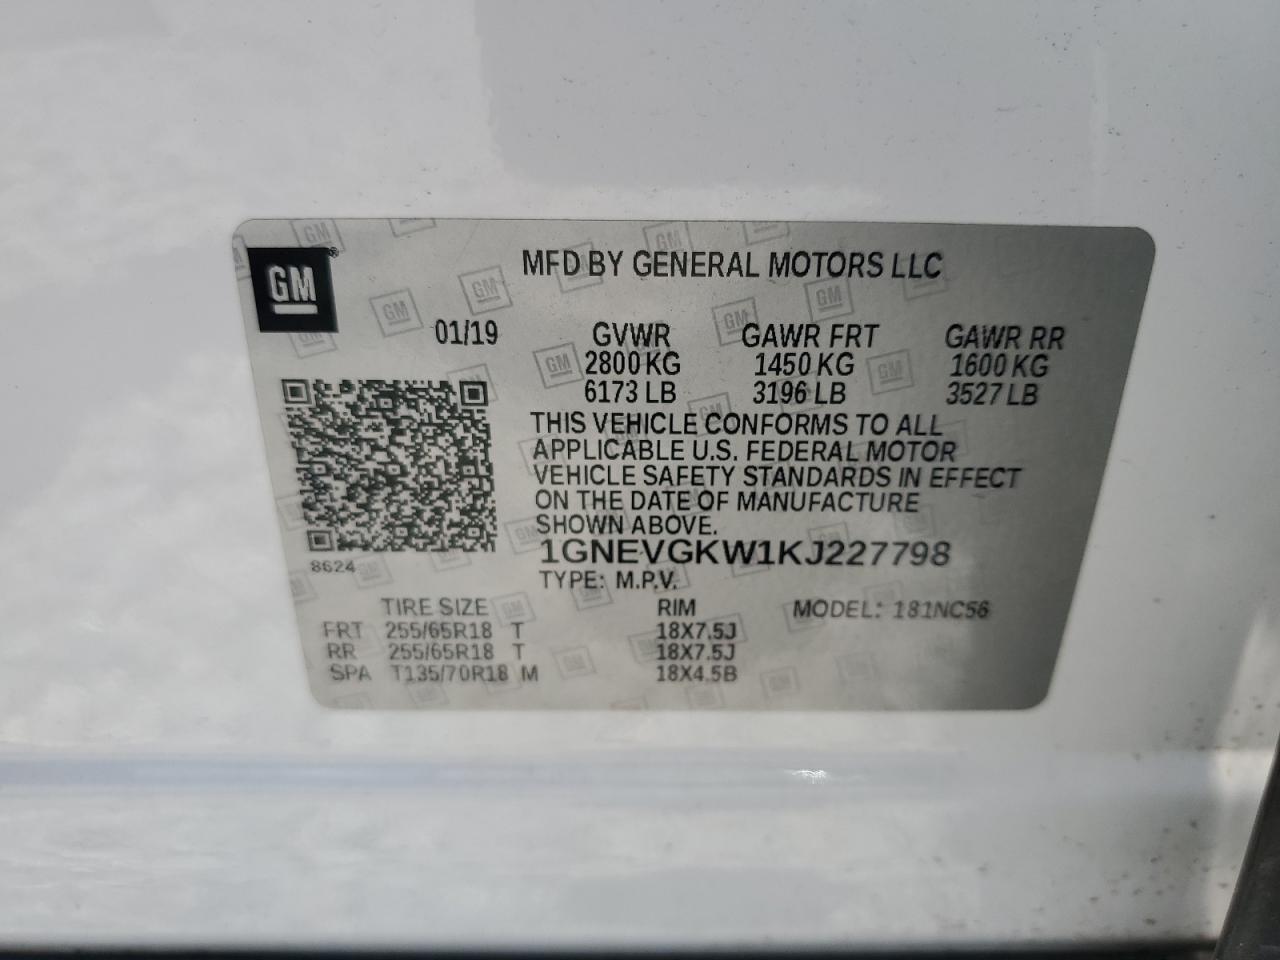 GM®
MFD BY GENERAL MOTORS LLC
01/19 GVWR GAWR FRT GAWR RR
2800 KG 1450 KG 1600 KG
6173 LB 3196 LB 3527 LB
THIS VEHICLE CONFORMS TO ALL
APPLICABLE U.S. FEDERAL MOTOR
VEHICLE SAFETY STANDARDS IN EFFECT
ON THE DATE OF MANUFACTURE
SHOWN ABOVE.
1GNEVGKW1KJ227798
8624
TYPE: M.P.V.
TIRE SIZE RIM MODEL: 181NC56
FRT 255/65R18 T 18X7.5J
RR 255/65R18 T 18X7.5J
SPA T135/70R18 M 18X4.5B